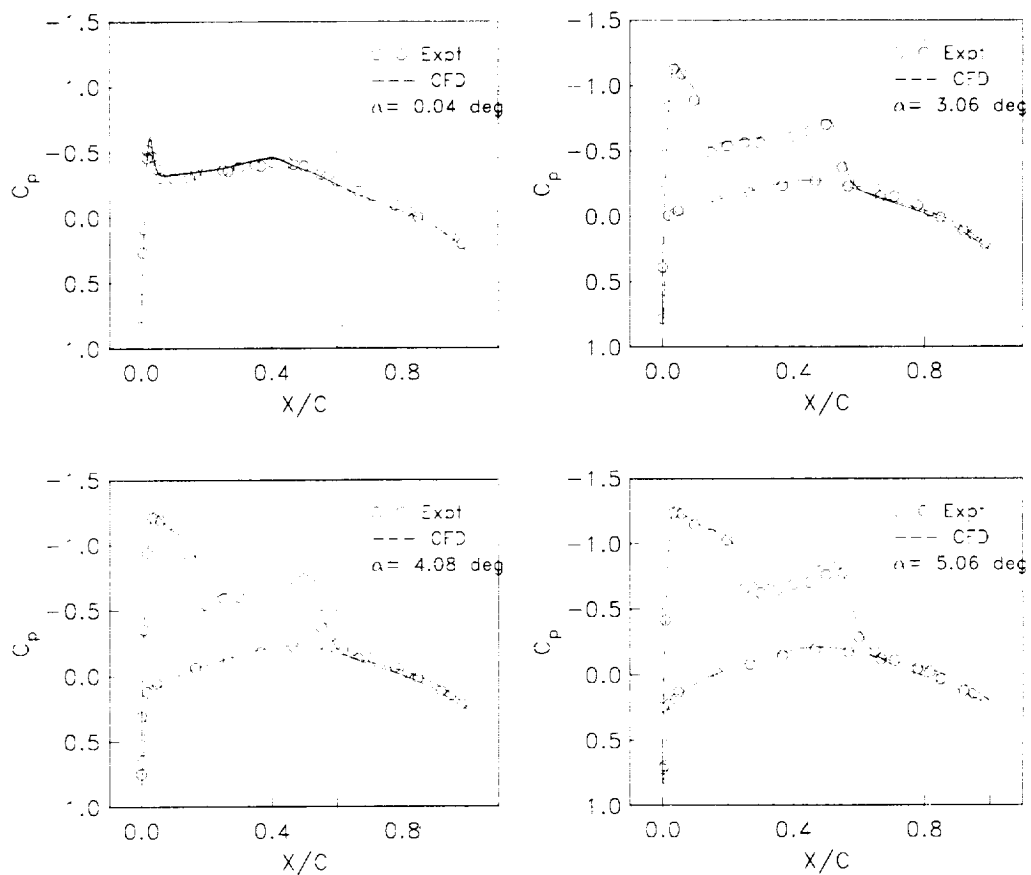 −1.5
−1.0
−0.5
0.0
0.5
1.0
Cp
0.0 0.4 0.8
X/C
Expt
CFD
α= 0.04 deg
−1.5
−1.0
−0.5
0.0
0.5
1.0
Cp
0.0 0.4 0.8
X/C
Expt
CFD
α= 3.06 deg
−1.5
−1.0
−0.5
0.0
0.5
1.0
Cp
0.0 0.4 0.8
X/C
Expt
CFD
α= 4.08 deg
−1.5
−1.0
−0.5
0.0
0.5
1.0
Cp
0.0 0.4 0.8
X/C
Expt
CFD
α= 5.06 deg